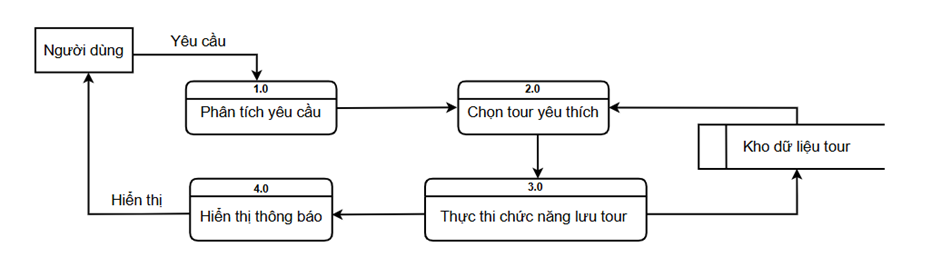 Người dùng
Yêu cầu
1.0
Phân tích yêu cầu
2.0
Chọn tour yêu thích
Kho dữ liệu tour
3.0
Thực thi chức năng lưu tour
4.0
Hiển thị thông báo
Hiển thị